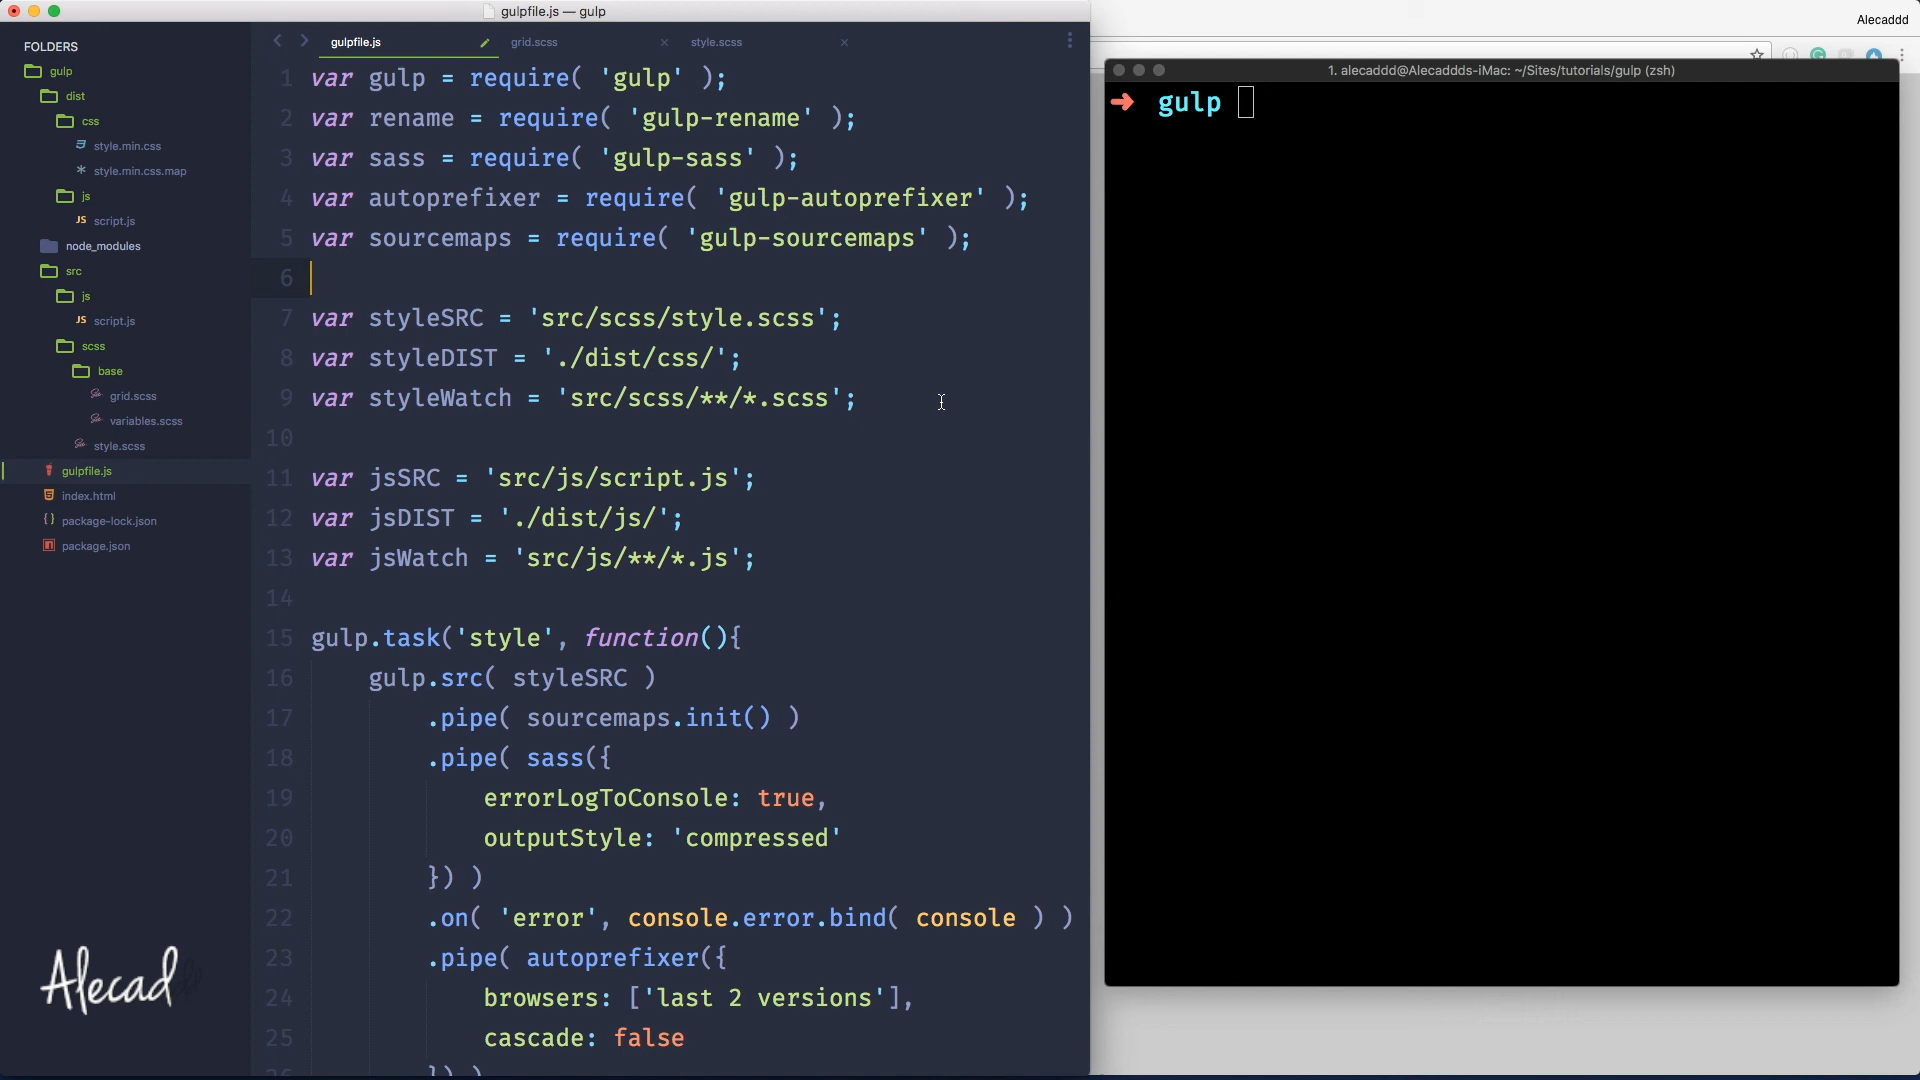 gulpfile.js — gulp
Alecaddd
FOLDERS
gulp
dist
css
style.min.css
style.min.css.map
js
JS script.js
node_modules
src
js
JS script.js
scss
base
grid.scss
variables.scss
style.scss
gulpfile.js
index.html
package-lock.json
package.json
gulpfile.js grid.scss style.scss
1 var gulp = require( 'gulp' );
2 var rename = require( 'gulp-rename' );
3 var sass = require( 'gulp-sass' );
4 var autoprefixer = require( 'gulp-autoprefixer' );
5 var sourcemaps = require( 'gulp-sourcemaps' );
6
7 var styleSRC = 'src/scss/style.scss';
8 var styleDIST = './dist/css/';
9 var styleWatch = 'src/scss/**/*.scss';
10
11 var jsSRC = 'src/js/script.js';
12 var jsDIST = './dist/js/';
13 var jsWatch = 'src/js/**/*.js';
14
15 gulp.task('style', function(){
16 gulp.src( styleSRC )
17 .pipe( sourcemaps.init() )
18 .pipe( sass({
19 errorLogToConsole: true,
20 outputStyle: 'compressed'
21 }) )
22 .on( 'error', console.error.bind( console ) )
23 .pipe( autoprefixer({
24 browsers: ['last 2 versions'],
25 cascade: false
1. alecaddd@Alecaddds-iMac: ~/Sites/tutorials/gulp (zsh)
➜ gulp
Alecad